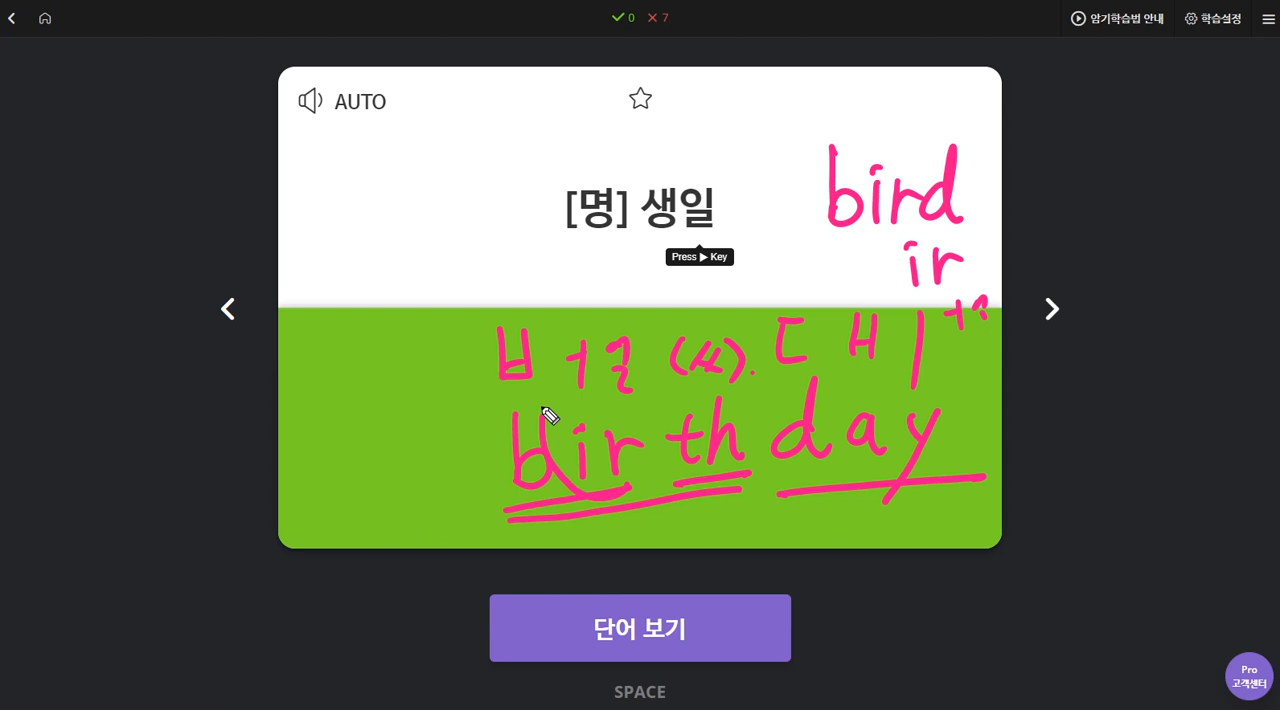 0 7 암기학습법 안내 학습설정
AUTO
[명] 생일
Press ▶ Key
bird
ir
birthday
단어 보기
SPACE
Pro
고객센터